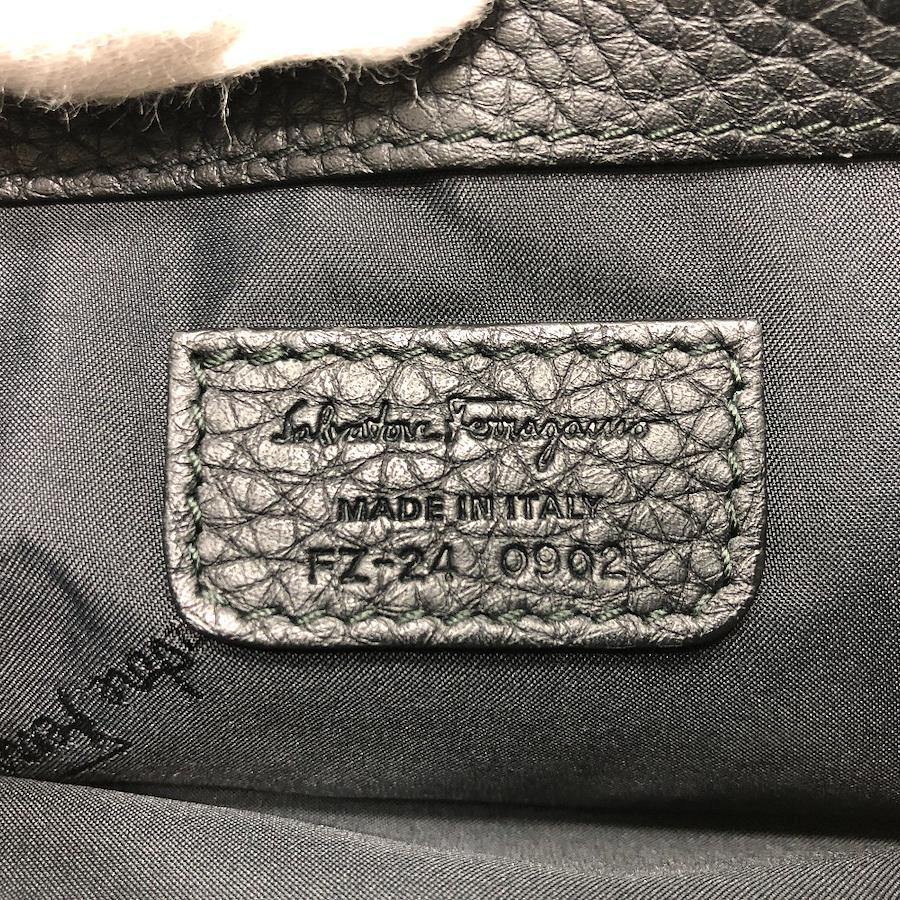 Salvatore Ferragamo
MADE IN ITALY
FZ-24 0902